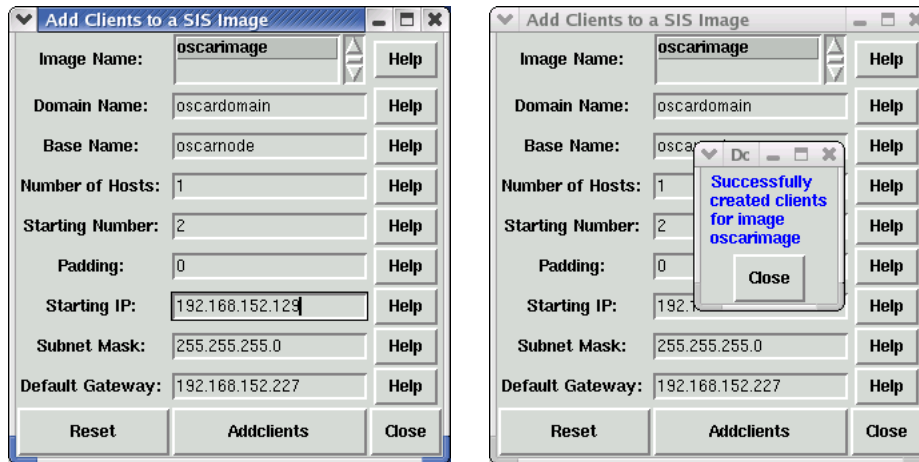 Add Clients to a SIS Image
Image Name:
oscarimage
Help
Domain Name:
oscardomain
Help
Base Name:
oscarnode
Help
Number of Hosts:
1
Help
Starting Number:
2
Help
Padding:
0
Help
Starting IP:
192.168.152.129
Help
Subnet Mask:
255.255.255.0
Help
Default Gateway:
192.168.152.227
Help
Reset
Addclients
Close
Add Clients to a SIS Image
Image Name:
oscarimage
Help
Domain Name:
oscardomain
Help
Base Name:
Help
Number of Hosts:
1
Help
Starting Number:
2
Help
Padding:
0
Help
Starting IP:
Help
Subnet Mask:
255.255.255.0
Help
Default Gateway:
192.168.152.227
Help
Reset
Addclients
Close
Successfully
created clients
for image
oscarimage
Close